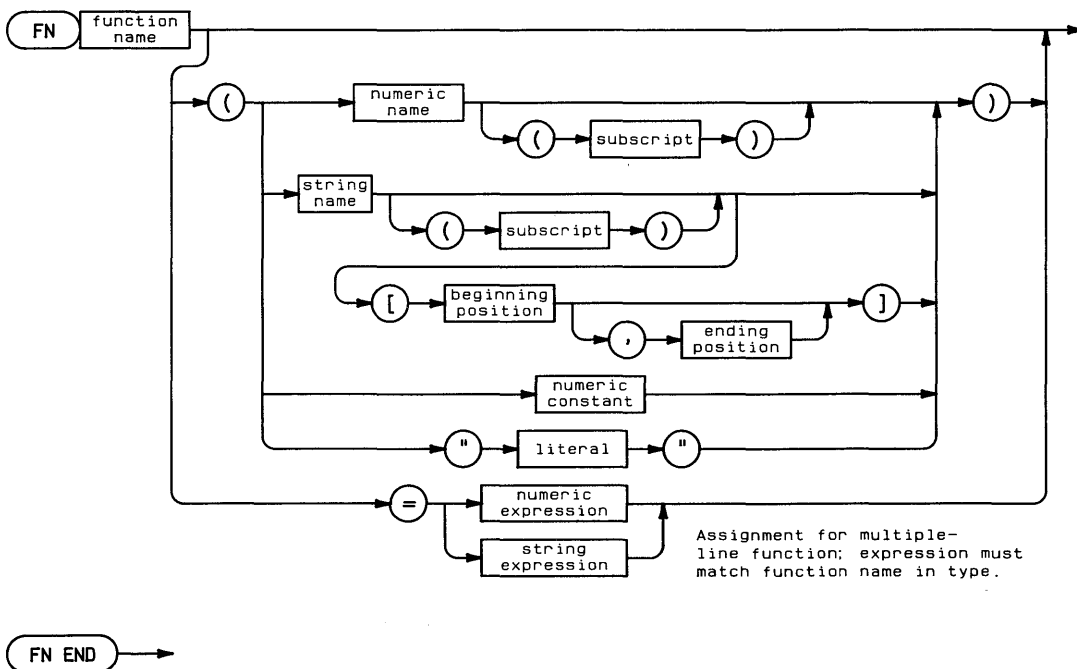 FN
function
name
(
numeric
name
(
subscript
)
)
string
name
(
subscript
)
[
beginning
position
,
ending
position
]
numeric
constant
"
literal
"
=
numeric
expression
string
expression
Assignment for multiple-
line function; expression must
match function name in type.
FN END